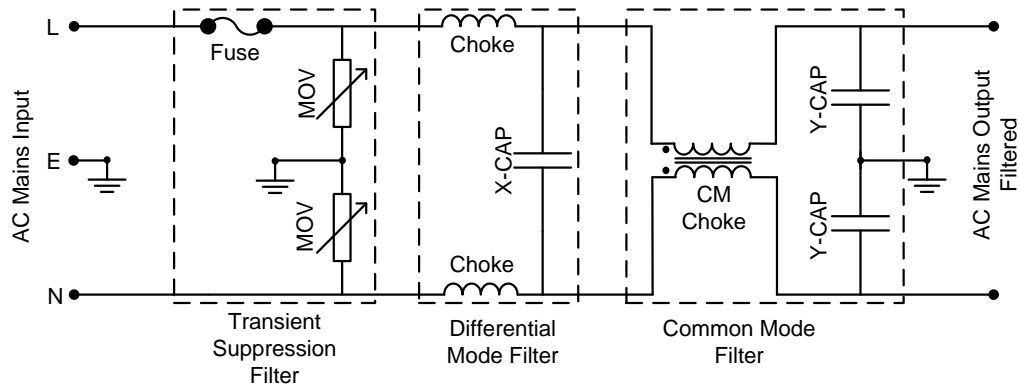 L
Fuse
MOV
MOV
E
N
AC Mains Input
Transient
Suppression
Filter
Choke
X-CAP
Choke
Differential
Mode Filter
CM
Choke
Y-CAP
Y-CAP
Common Mode
Filter
AC Mains Output
Filtered